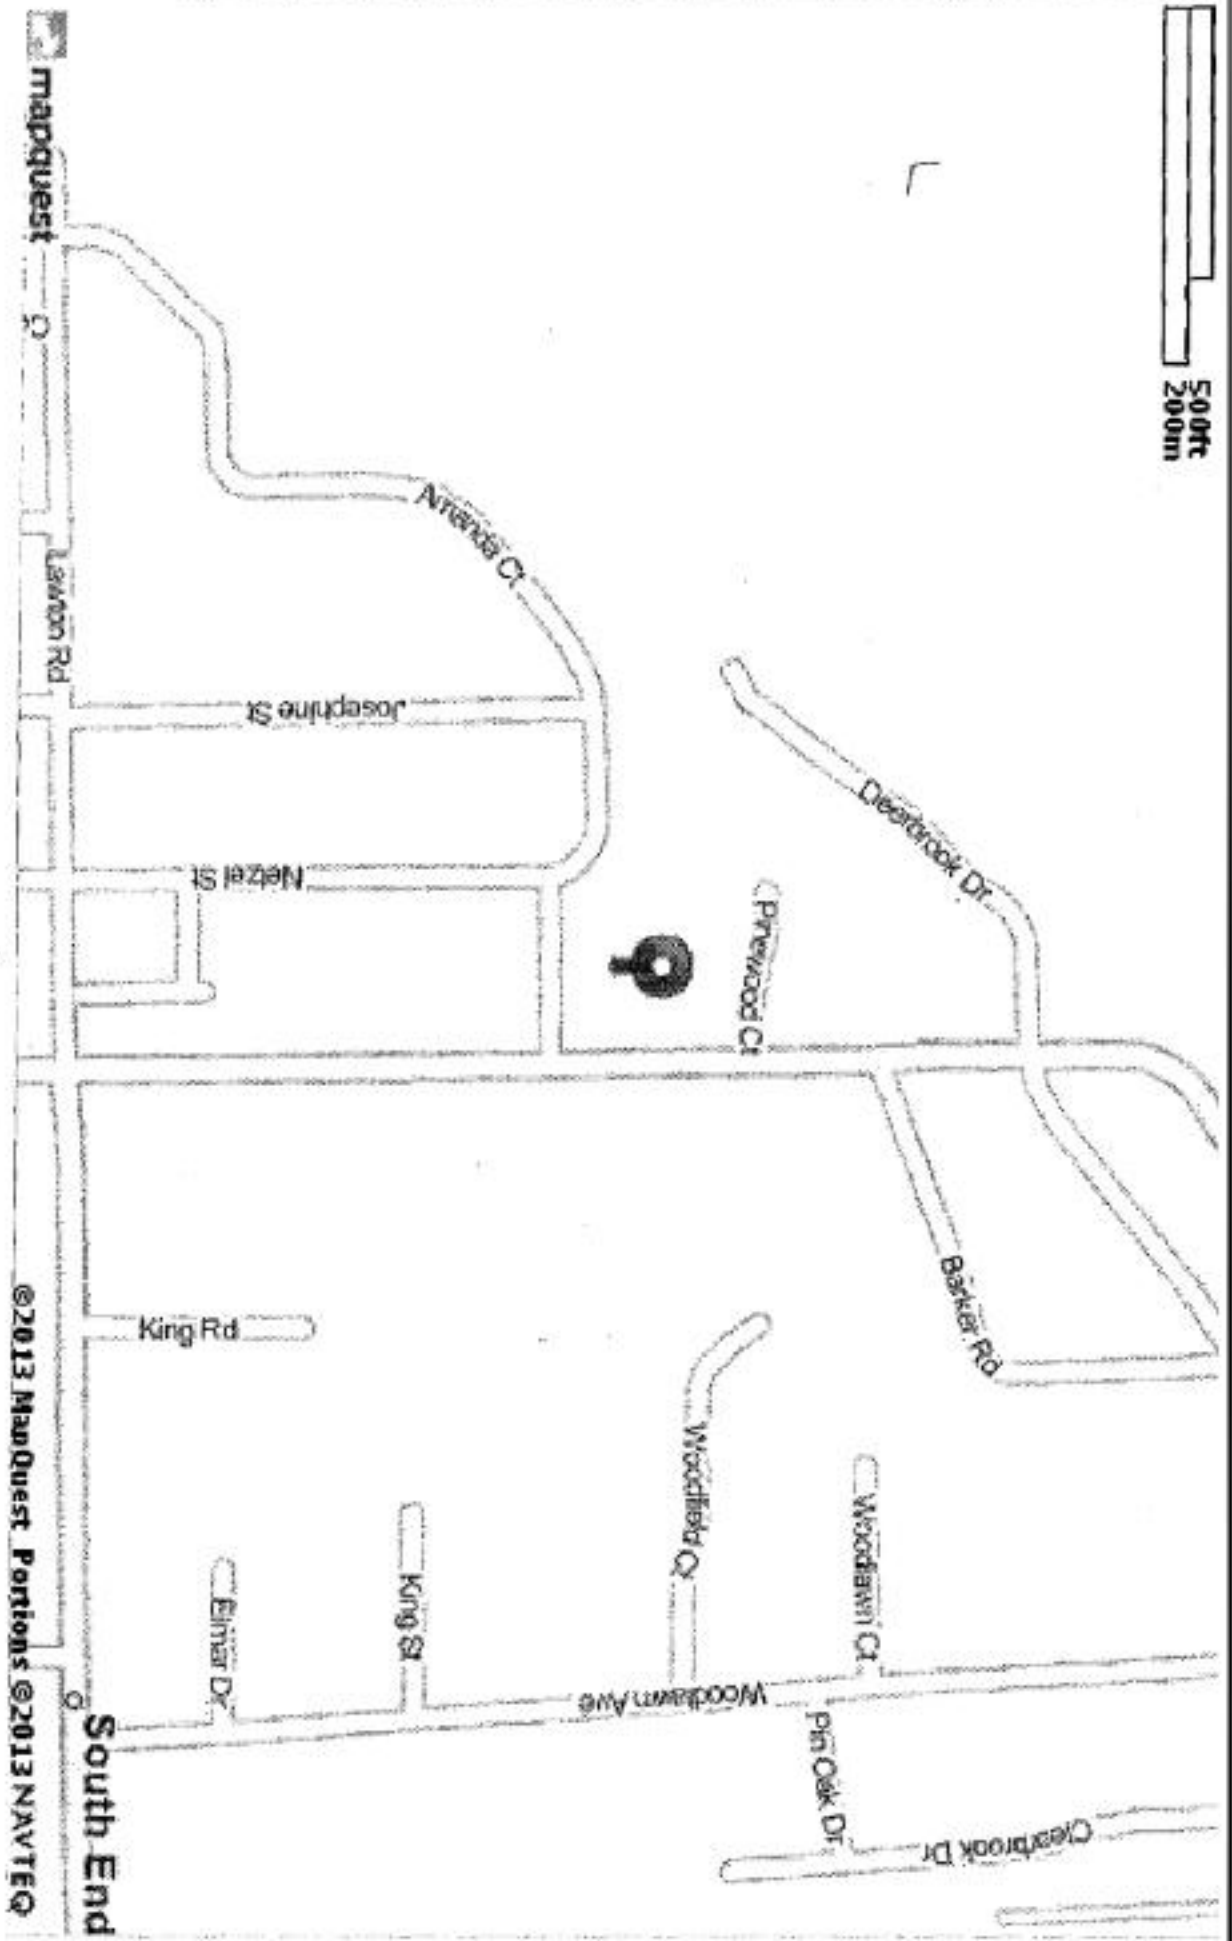 500ft
200m
Deerbrook Dr
Amanda Ct
Pinewood Ct
Josephine St
Netzel St
Lawton Rd
Barker Rd
King Rd
Woodfield Ct
Woodlawn Ct
King St
Elmar Dr
Woodlawn Ave
Pin Oak Dr
Clearbrook Dr
South End
mapquest
©2013 MapQuest Portions ©2013 NAVTEQ